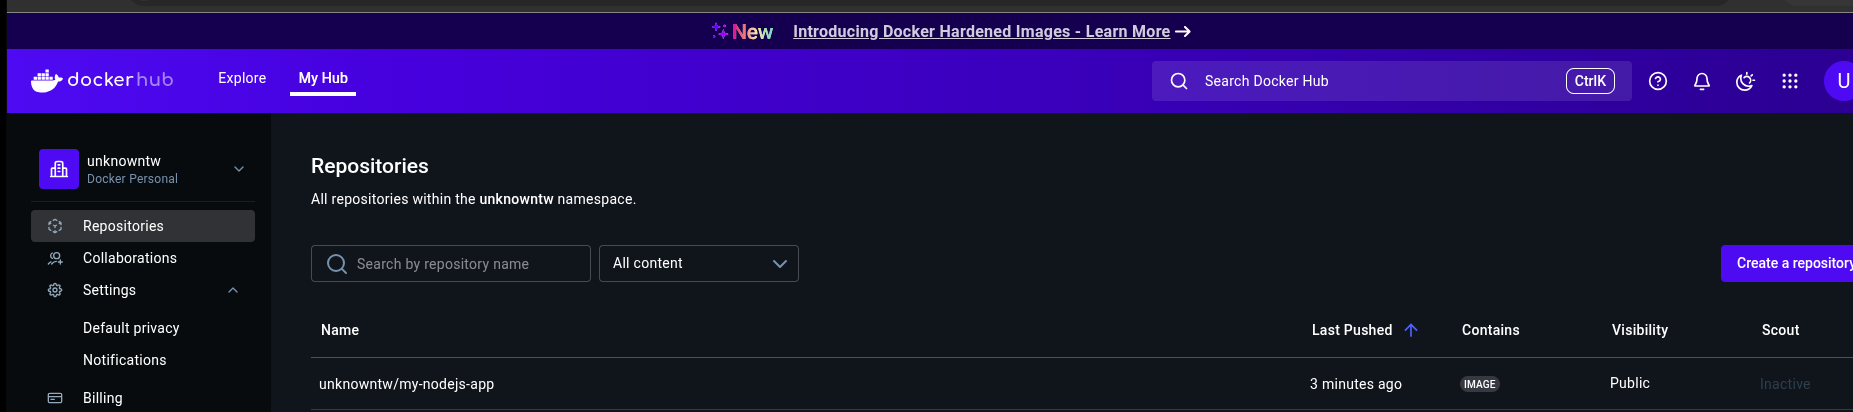 New Introducing Docker Hardened Images - Learn More
dockerhub Explore My Hub Search Docker Hub CtrlK U
unknowntw
Docker Personal
Repositories
Collaborations
Settings
Default privacy
Notifications
Billing
Repositories
All repositories within the unknowntw namespace.
Search by repository name All content Create a repository
Name Last Pushed Contains Visibility Scout
unknowntw/my-nodejs-app 3 minutes ago IMAGE Public Inactive